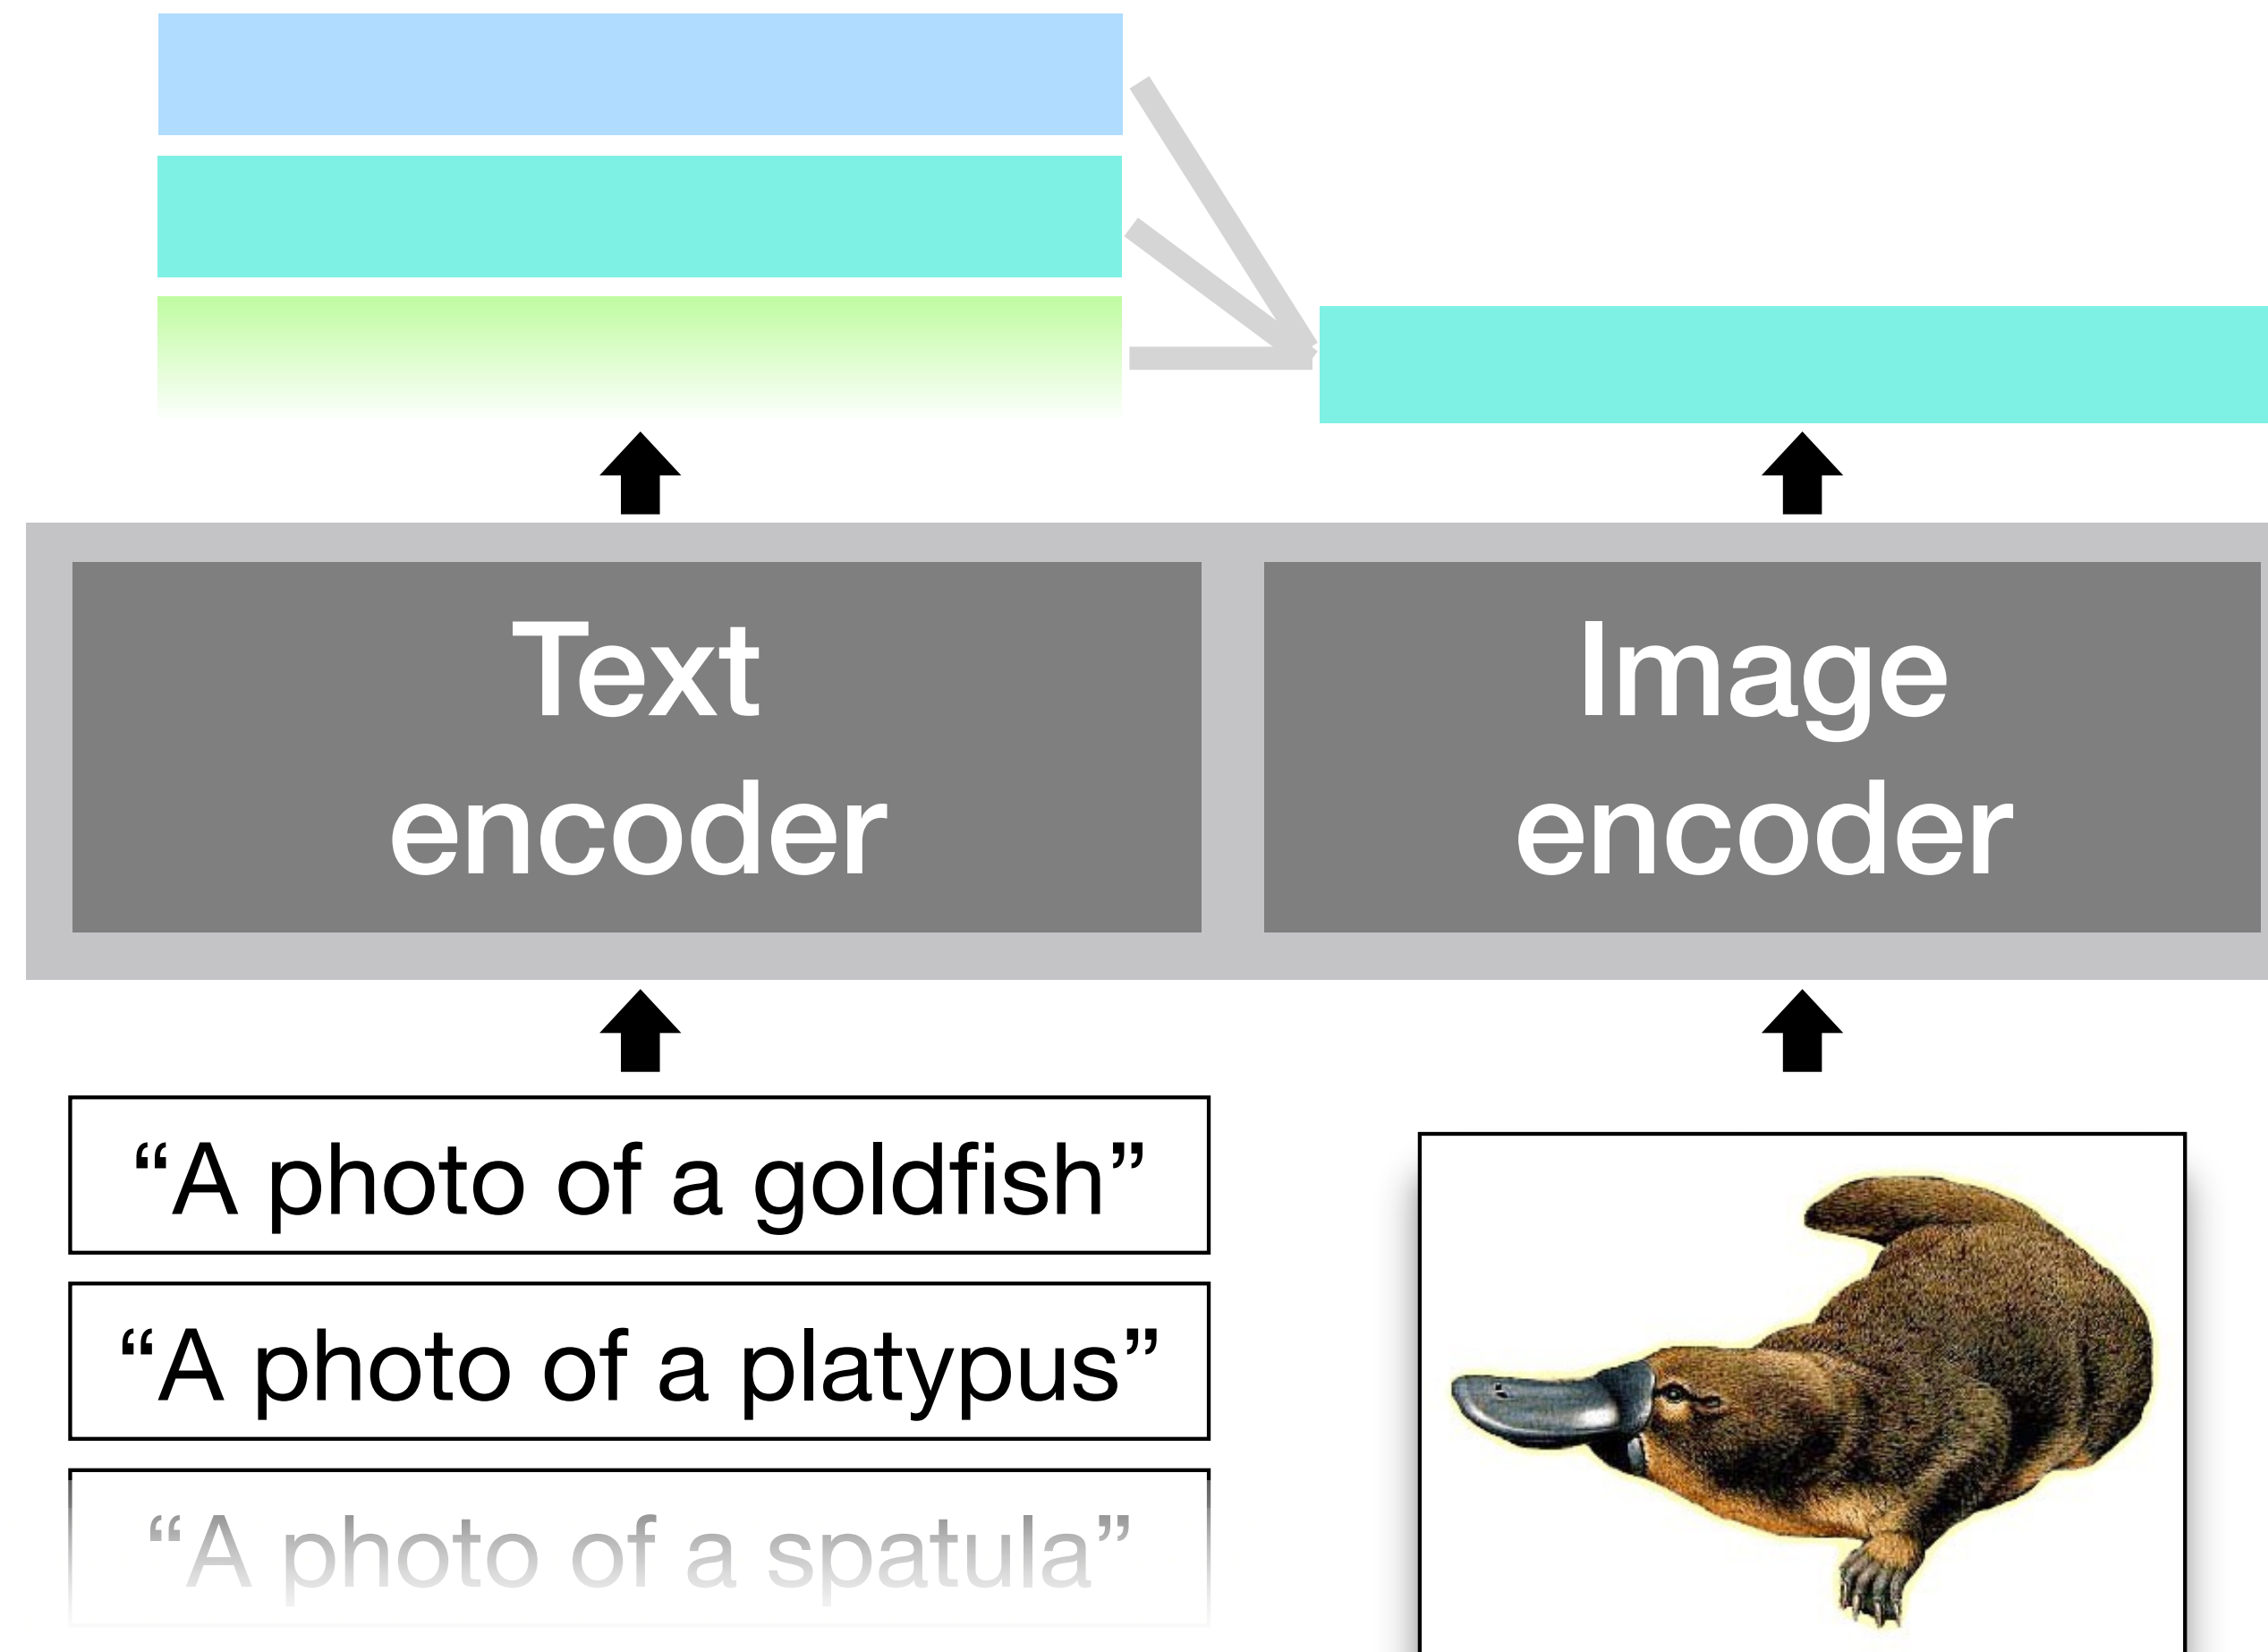 Text
encoder
Image
encoder
“A photo of a goldfish”
“A photo of a platypus”
“A photo of a spatula”